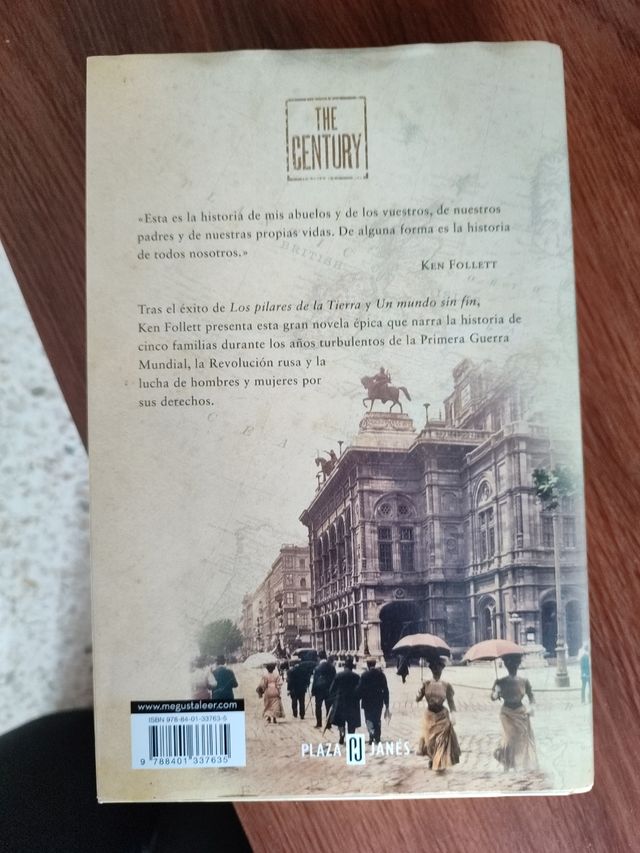 THE
CENTURY
«Esta es la historia de mis abuelos y de los vuestros, de nuestros
padres y de nuestras propias vidas. De alguna forma es la historia
de todos nosotros.»
BRITISH
KEN FOLLETT
Tras el éxito de Los pilares de la Tierra y Un mundo sin fin,
Ken Follett presenta esta gran novela épica que narra la historia de
cinco familias durante los años turbulentos de la Primera Guerra
Mundial, la Revolución rusa y la
lucha de hombres y mujeres por
sus derechos.
www.megustaleer.com
ISBN 978-84-01-33763-5
9 788401 337635
PLAZA PJ JANÉS